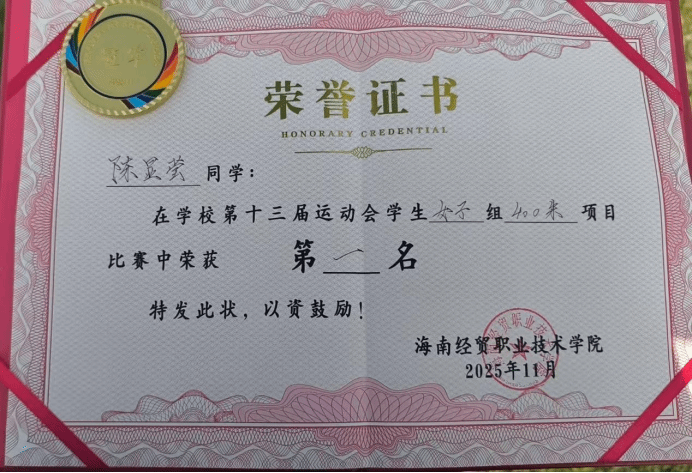 荣誉证书
HONORARY CREDENTIAL
陈显莹 同学：
在学校第十三届运动会学生女子组400米项目
比赛中荣获 第一名
特发此状，以资鼓励！
海南经贸职业技术学院
2025年11月